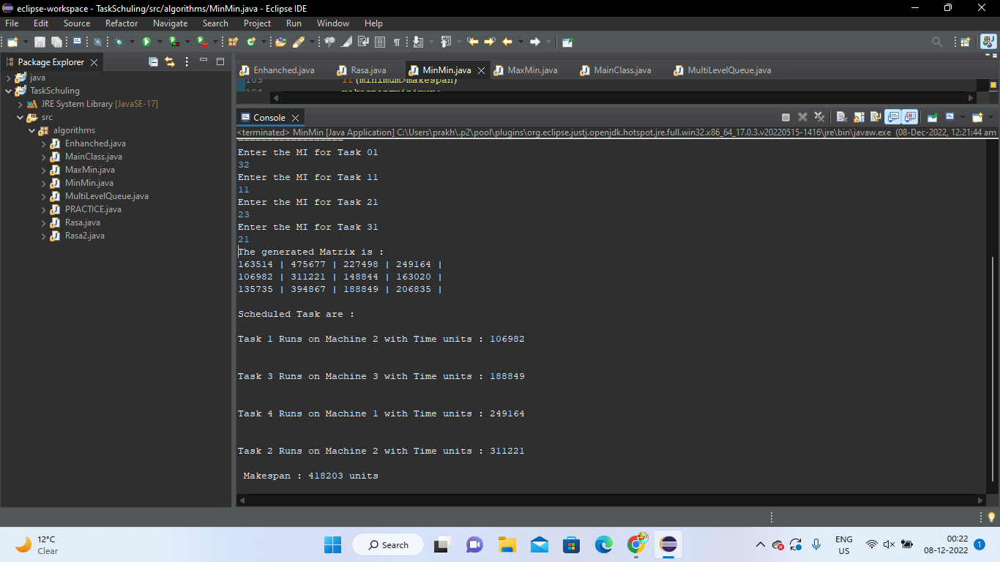 eclipse-workspace - TaskSchuling/src/algorithms/MinMin.java - Eclipse IDE
File Edit Source Refactor Navigate Search Project Run Window Help
Package Explorer
java
TaskSchuling
JRE System Library [JavaSE-17]
src
algorithms
Enhanched.java
MainClass.java
MaxMin.java
MinMin.java
MultiLevelQueue.java
PRACTICE.java
Rasa.java
Rasa2.java
Enhanched.java Rasa.java MinMin.java MaxMin.java MainClass.java MultiLevelQueue.java
103 if(minimum>makespan)
104 makespan=minimum;
Console
<terminated> MinMin [Java Application] C:\Users\prakh\.p2\pool\plugins\org.eclipse.justj.openjdk.hotspot.jre.full.win32.x86_64_17.0.3.v20220515-1416\jre\bin\javaw.exe (08-Dec-2022, 12:21:44 am
Enter the MI for Task 01
32
Enter the MI for Task 11
11
Enter the MI for Task 21
23
Enter the MI for Task 31
21
The generated Matrix is :
163514 | 475677 | 227498 | 249164 |
106982 | 311221 | 148844 | 163020 |
135735 | 394867 | 188849 | 206835 |
Scheduled Task are :
Task 1 Runs on Machine 2 with Time units : 106982
Task 3 Runs on Machine 3 with Time units : 188849
Task 4 Runs on Machine 1 with Time units : 249164
Task 2 Runs on Machine 2 with Time units : 311221
Makespan : 418203 units
12°C
Clear
Search
ENG
US
00:22
08-12-2022
1